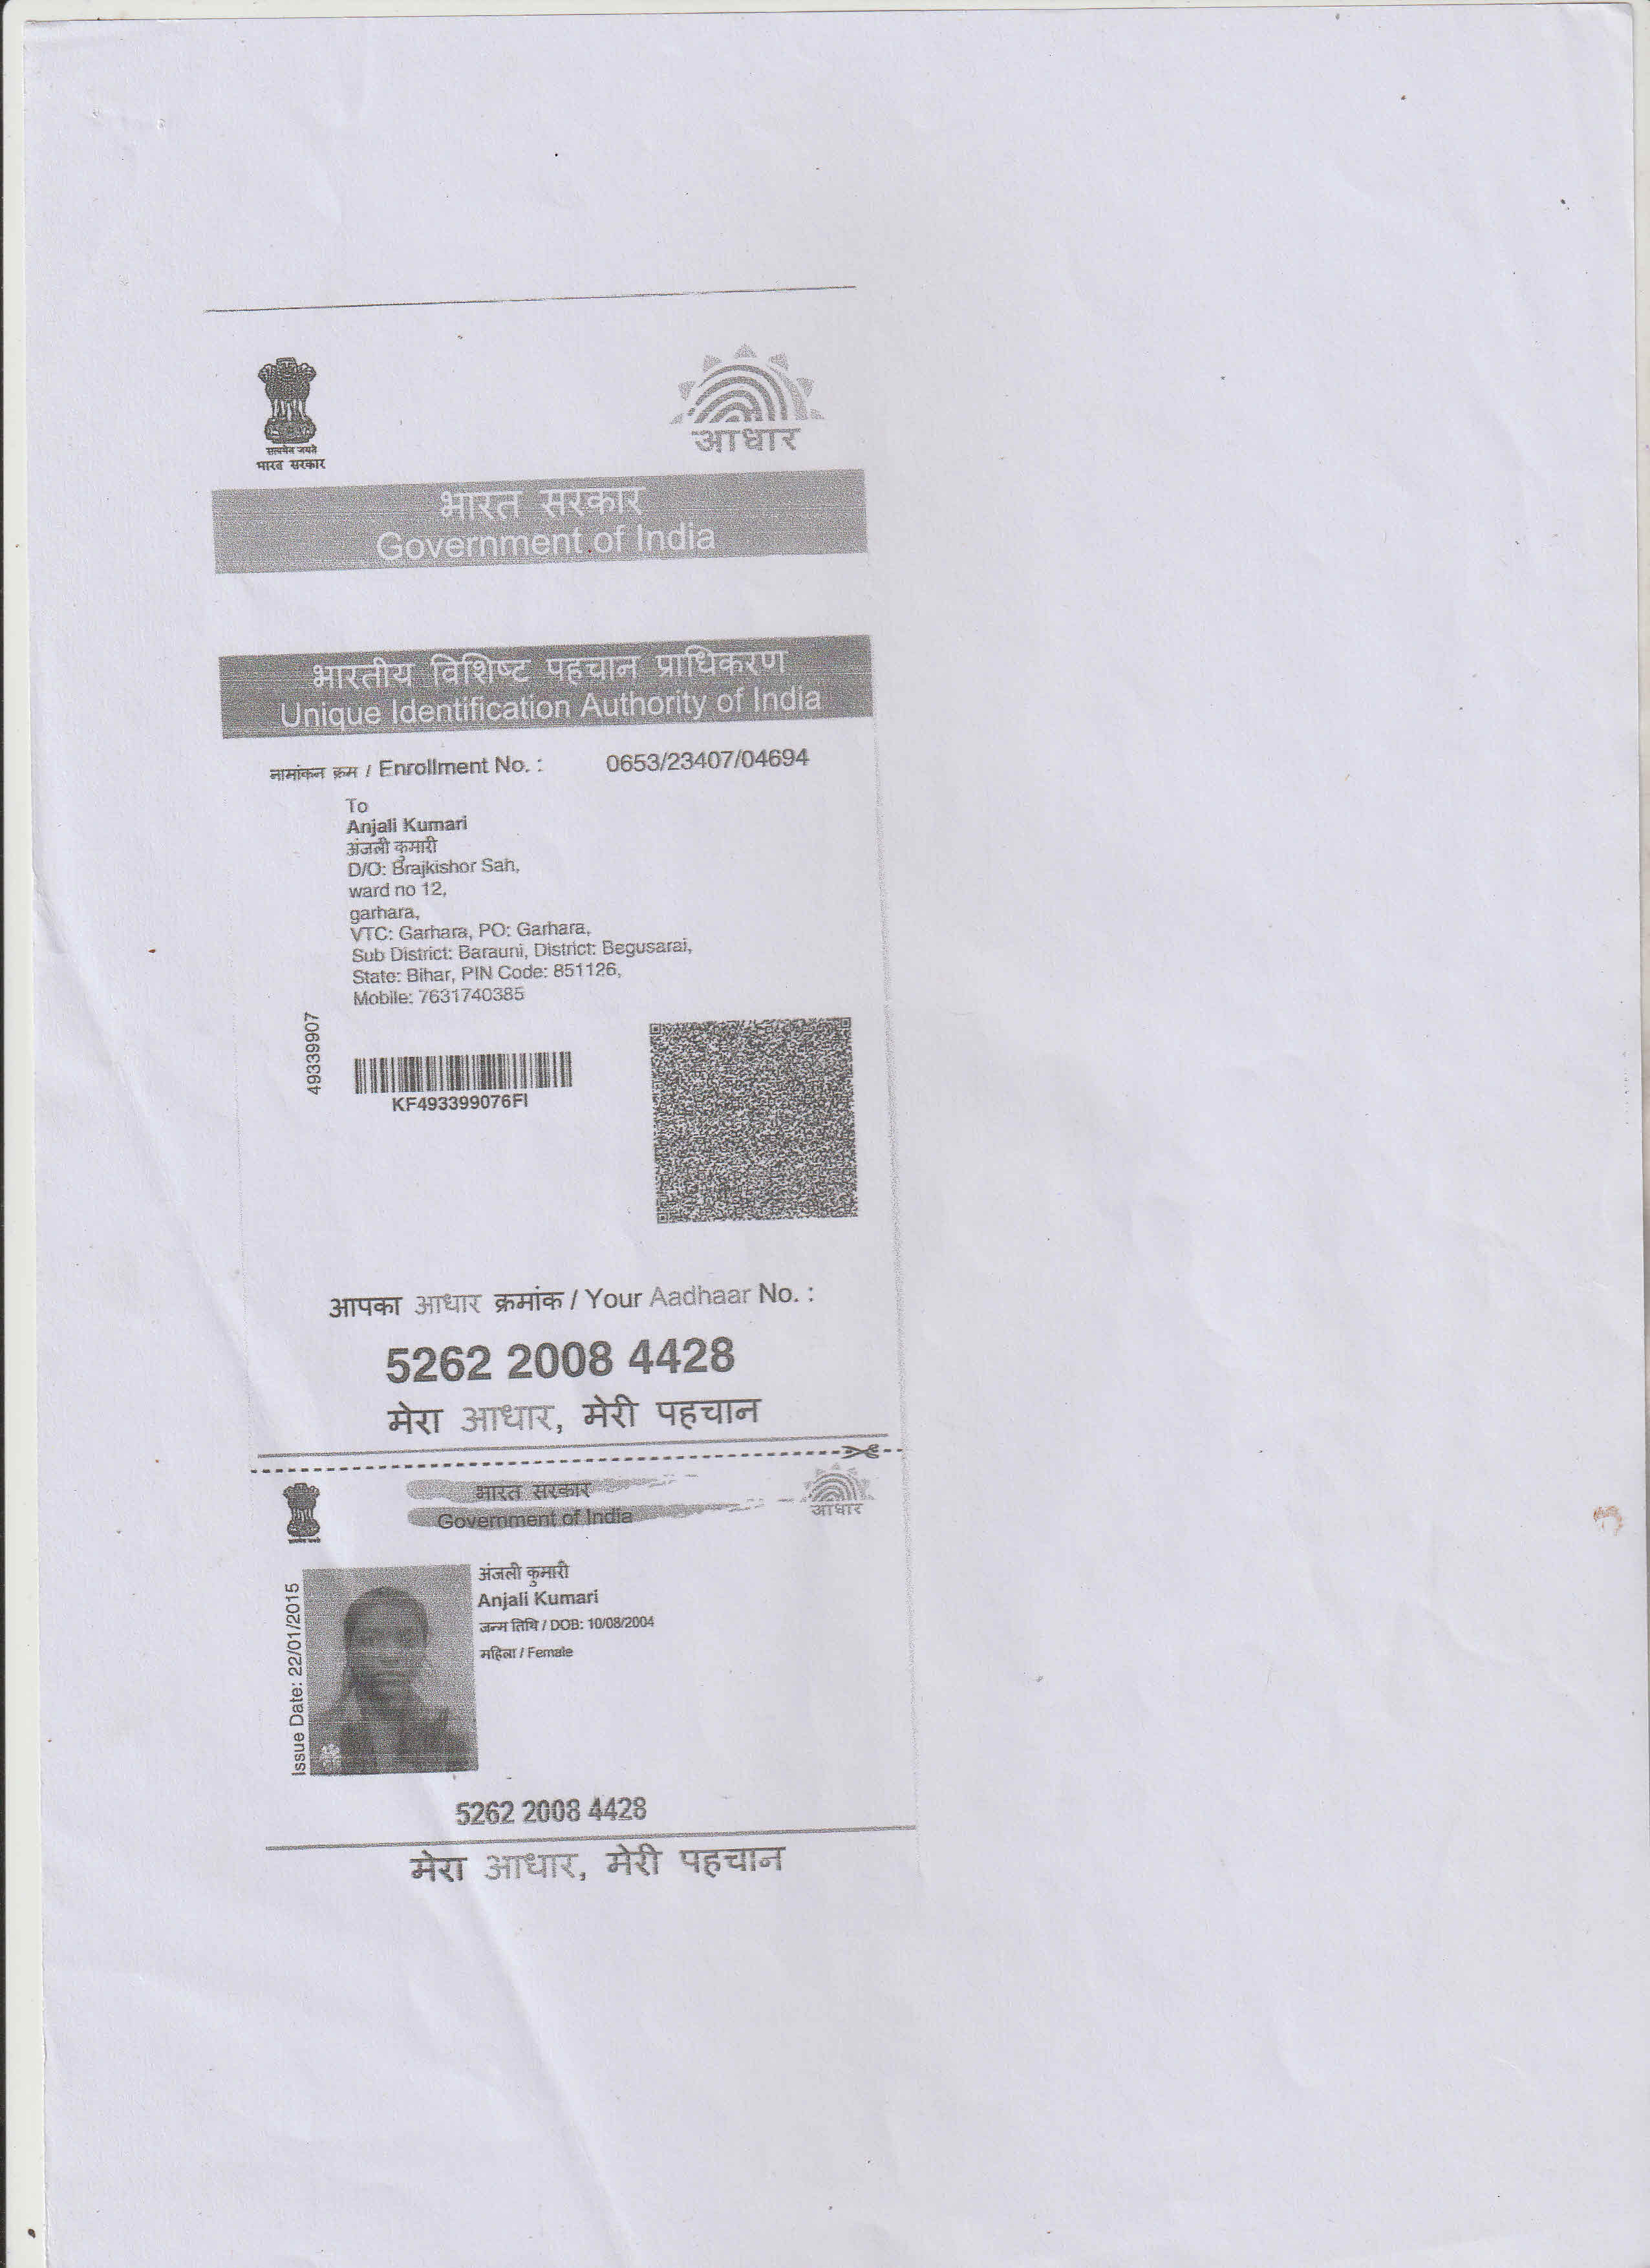 सत्यमेव जयते
भारत सरकार
आधार
भारत सरकार
Government of India
भारतीय विशिष्ट पहचान प्राधिकरण
Unique Identification Authority of India
नामांकन क्रम / Enrollment No. : 0653/23407/04694
To
Anjali Kumari
अंजली कुमारी
D/O: Brajkishor Sah,
ward no 12,
garhara,
VTC: Garhara, PO: Garhara,
Sub District: Barauni, District: Begusarai,
State: Bihar, PIN Code: 851126,
Mobile: 7631740385
49339907
KF493399076FI
आपका आधार क्रमांक / Your Aadhaar No. :
5262 2008 4428
मेरा आधार, मेरी पहचान
भारत सरकार
Government of India
आधार
सत्यमेव जयते
Issue Date: 22/01/2015
अंजली कुमारी
Anjali Kumari
जन्म तिथि / DOB: 10/08/2004
महिला / Female
5262 2008 4428
मेरा आधार, मेरी पहचान